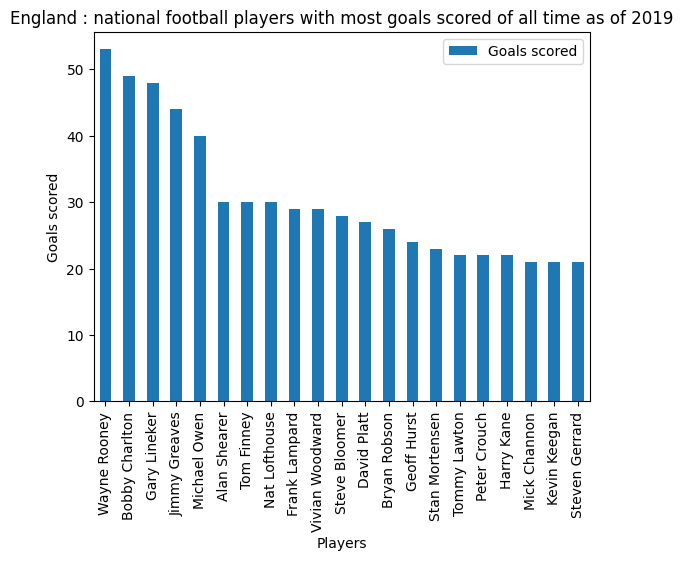 England : national football players with most goals scored of all time as of 2019
Goals scored
Goals scored
50
40
30
20
10
0
Wayne Rooney
Bobby Charlton
Gary Lineker
Jimmy Greaves
Michael Owen
Alan Shearer
Tom Finney
Nat Lofthouse
Frank Lampard
Vivian Woodward
Steve Bloomer
David Platt
Bryan Robson
Geoff Hurst
Stan Mortensen
Tommy Lawton
Peter Crouch
Harry Kane
Mick Channon
Kevin Keegan
Steven Gerrard
Players